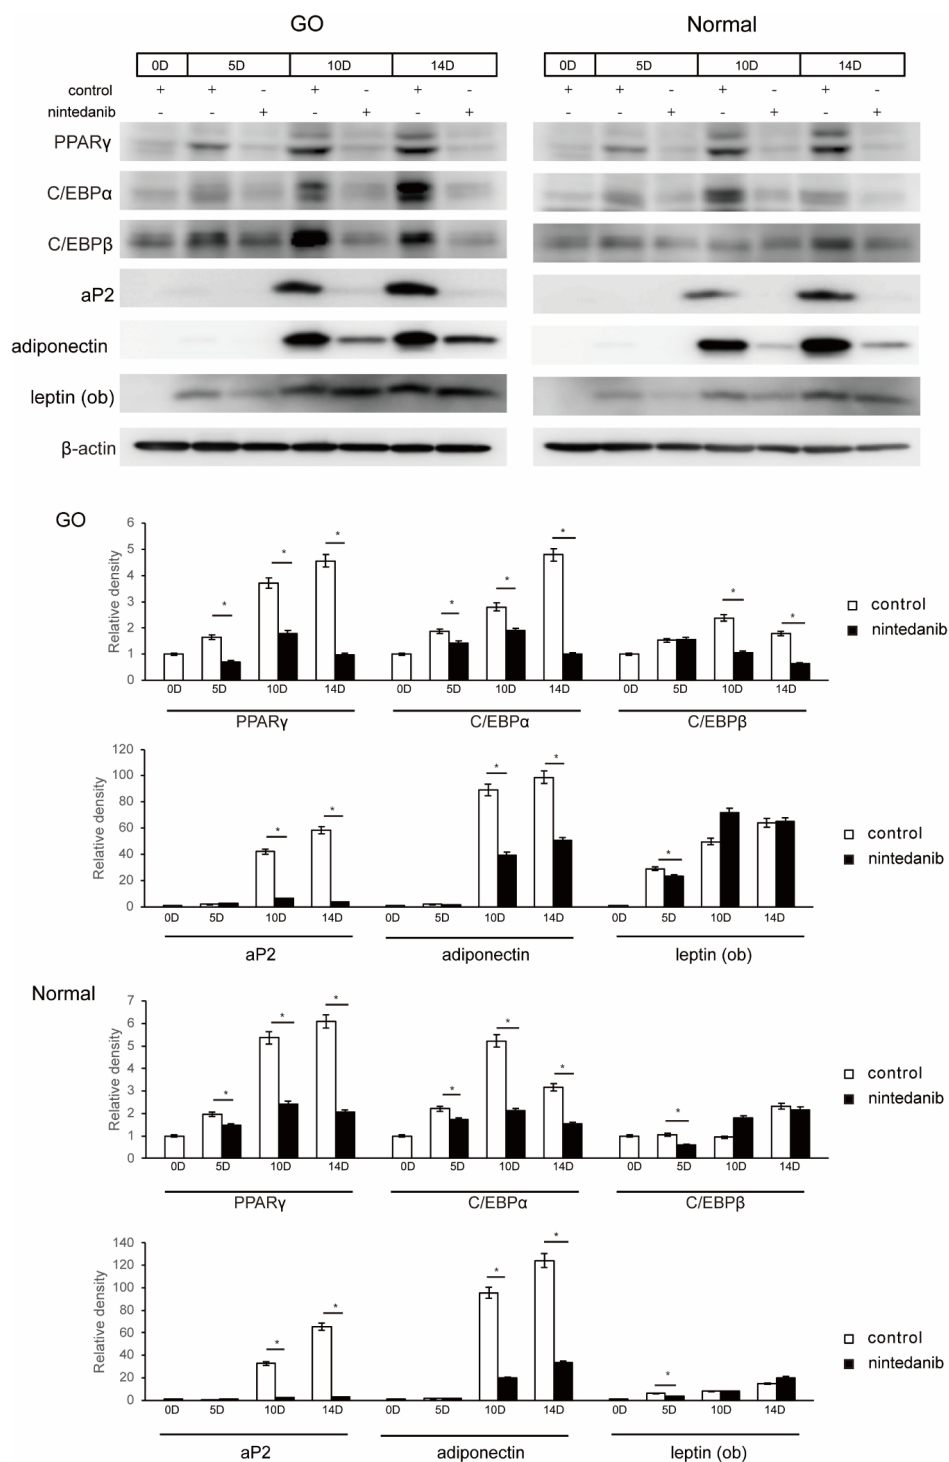 GO Normal
0D 5D 10D 14D 0D 5D 10D 14D
control + + - + - + - + + - + - + -
nintedanib - - + - + - + - - + - + - +
PPARγ
C/EBPα
C/EBPβ
aP2
adiponectin
leptin (ob)
β-actin
GO
Relative density
6
5
4
3
2
1
0
* * * * * * * *
0D 5D 10D 14D 0D 5D 10D 14D 0D 5D 10D 14D
PPARγ C/EBPα C/EBPβ
control
nintedanib
Relative density
120
100
80
60
40
20
0
* * * * *
0D 5D 10D 14D 0D 5D 10D 14D 0D 5D 10D 14D
aP2 adiponectin leptin (ob)
control
nintedanib
Normal
Relative density
7
6
5
4
3
2
1
0
* * * * * * *
0D 5D 10D 14D 0D 5D 10D 14D 0D 5D 10D 14D
PPARγ C/EBPα C/EBPβ
control
nintedanib
Relative density
140
120
100
80
60
40
20
0
* * * * *
0D 5D 10D 14D 0D 5D 10D 14D 0D 5D 10D 14D
aP2 adiponectin leptin (ob)
control
nintedanib